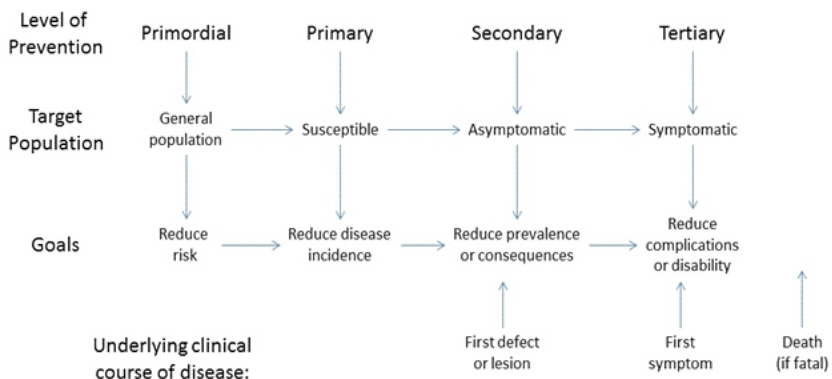 Level of
Prevention
Primordial
Primary
Secondary
Tertiary
Target
Population
General
population
Susceptible
Asymptomatic
Symptomatic
Goals
Reduce
risk
Reduce disease
incidence
Reduce prevalence
or consequences
Reduce
complications
or disability
Underlying clinical
course of disease:
First defect
or lesion
First
symptom
Death
(if fatal)